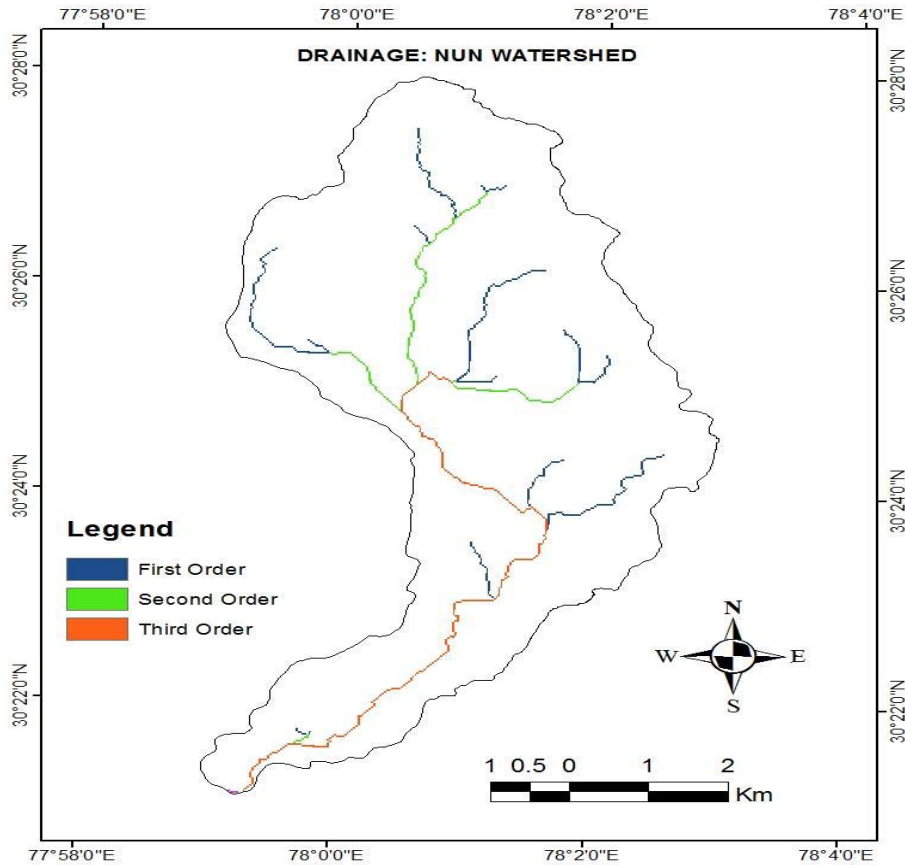 77°58'0"E 78°0'0"E 78°2'0"E 78°4'0"E
DRAINAGE: NUN WATERSHED
30°28'0"N 30°28'0"N
30°26'0"N 30°26'0"N
30°24'0"N 30°24'0"N
Legend
First Order
Second Order
Third Order
N
W E
S
30°22'0"N 30°22'0"N
1 0.5 0 1 2
Km
77°58'0"E 78°0'0"E 78°2'0"E 78°4'0"E